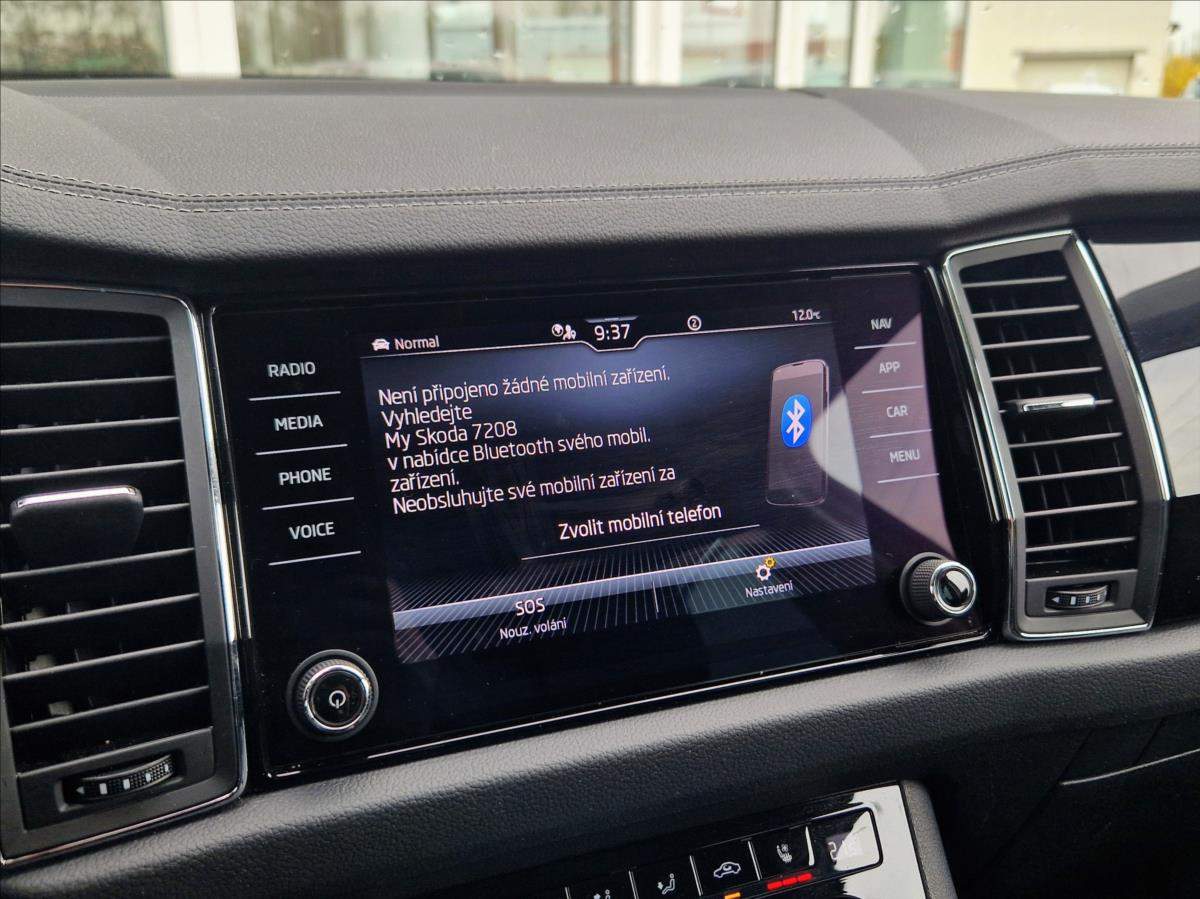 Normal
9:37
2
12.0°C
RADIO
MEDIA
PHONE
VOICE
NAV
APP
CAR
MENU
Není připojeno žádné mobilní zařízení.
Vyhledejte
My Skoda 7208
v nabídce Bluetooth svého mobil.
zařízení.
Neobsluhujte své mobilní zařízení za
Zvolit mobilní telefon
SOS
Nouz. volání
Nastavení